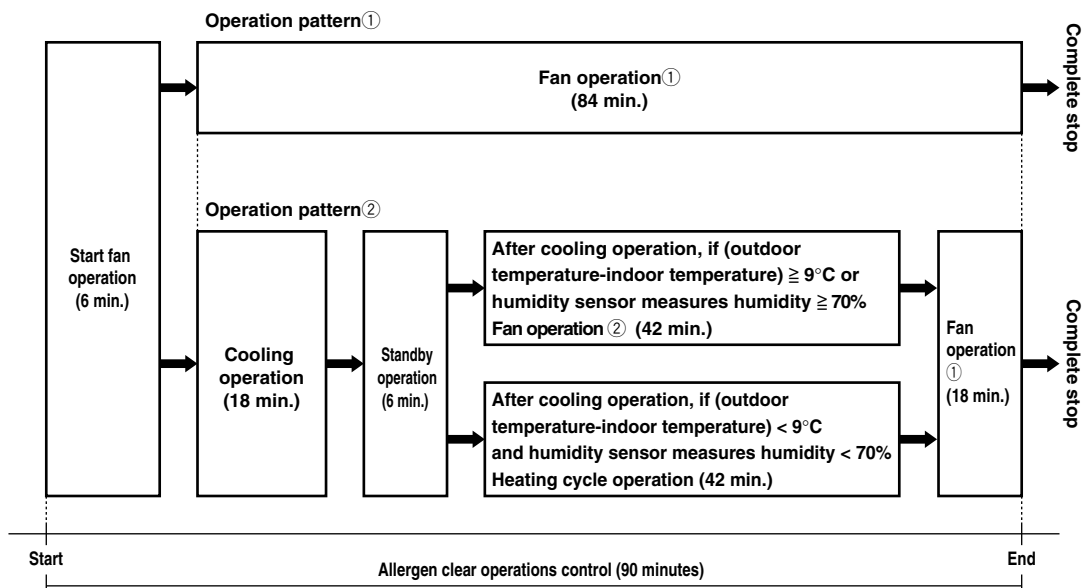 Operation pattern①
Fan operation①
(84 min.)
Complete stop
Start fan
operation
(6 min.)
Operation pattern②
Cooling
operation
(18 min.)
Standby
operation
(6 min.)
After cooling operation, if (outdoor
temperature-indoor temperature) ≧ 9°C or
humidity sensor measures humidity ≧ 70%
Fan operation ② (42 min.)
After cooling operation, if (outdoor
temperature-indoor temperature) < 9°C
and humidity sensor measures humidity < 70%
Heating cycle operation (42 min.)
Fan
operation
①
(18 min.)
Complete stop
Start
End
Allergen clear operations control (90 minutes)